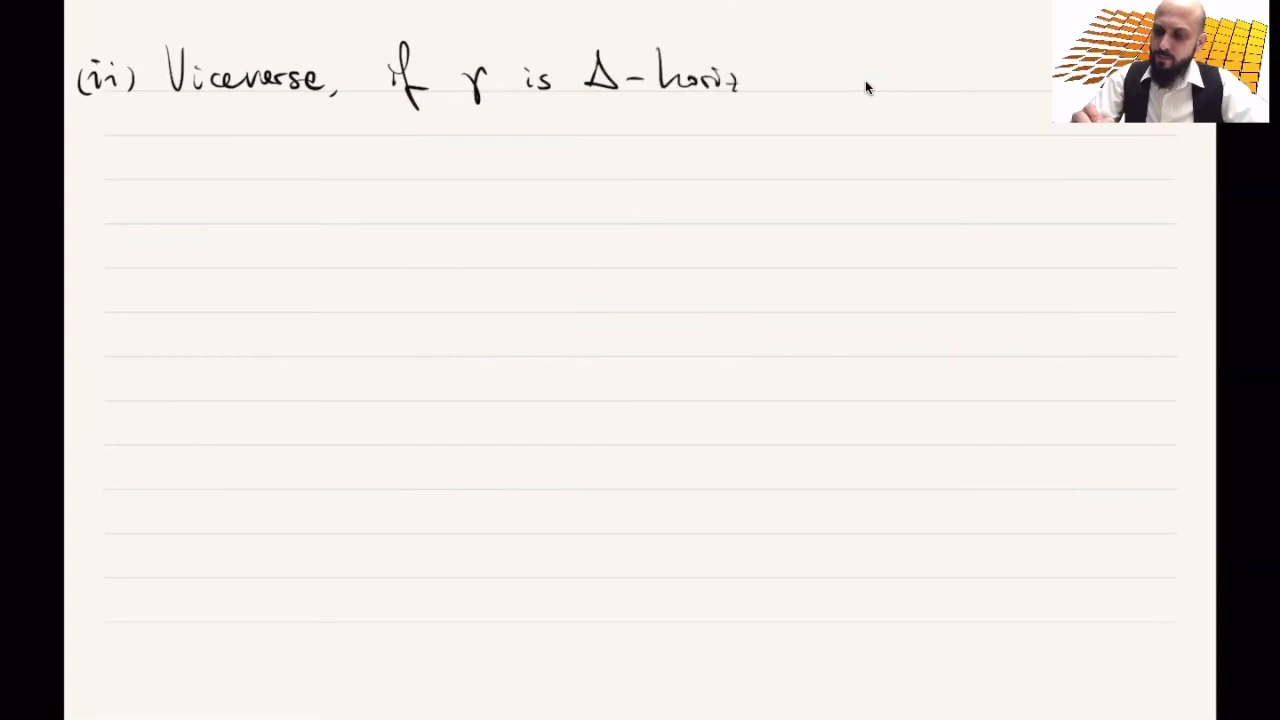 (ii) Viceverse, if γ is Δ-horiz